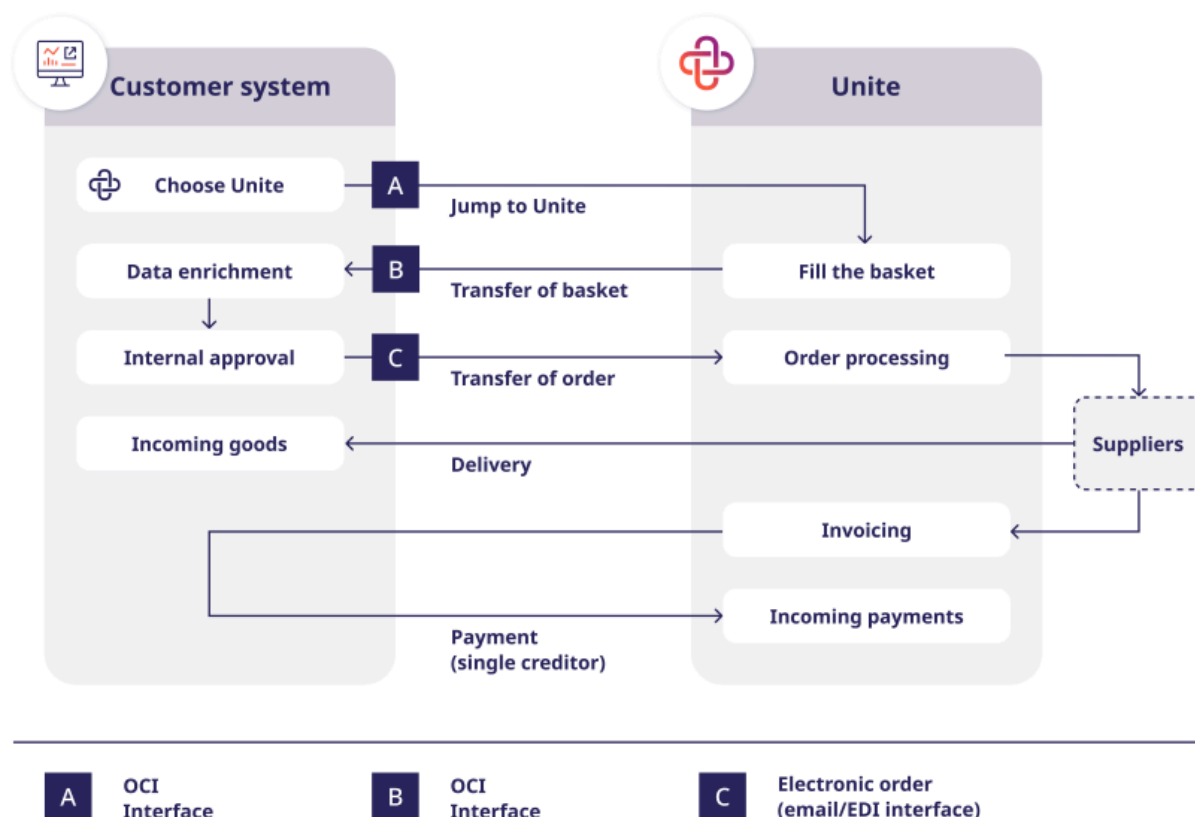 Customer system
Unite
Choose Unite
A
Jump to Unite
Data enrichment
B
Transfer of basket
Fill the basket
Internal approval
C
Transfer of order
Order processing
Incoming goods
Delivery
Suppliers
Invoicing
Incoming payments
Payment
(single creditor)
A
OCI
Interface
B
OCI
Interface
C
Electronic order
(email/EDI interface)